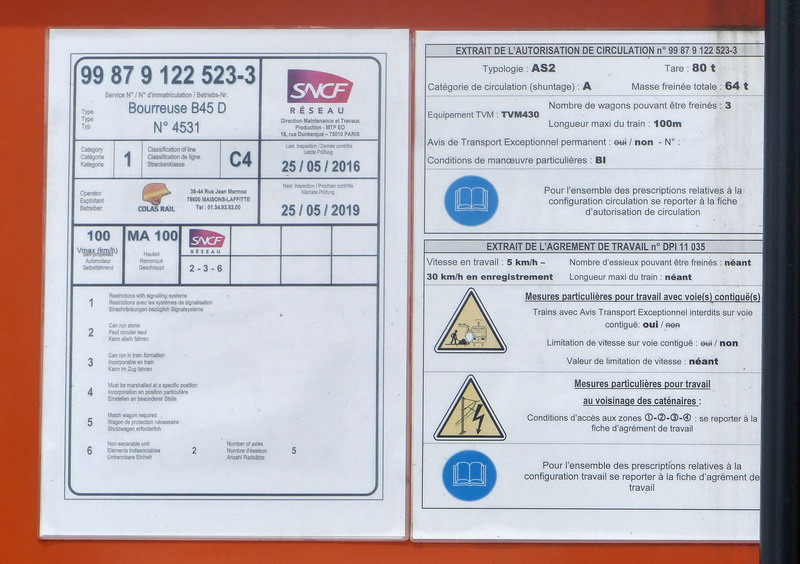 99 87 9 122 523-3
Service N° / N° d'immatriculation / Betriebs-Nr.
Type
Type
Typ
Bourreuse B45 D
N° 4531
SNCF
RÉSEAU
Direction Maintenance et Travaux
Production - MTP EO
18, rue Dunkerque - 75010 PARIS
Category
Catégorie
Kategorie
1
Classification of line
Classification de ligne
Streckenklasse
C4
Last Inspection / Dernier contrôle
Letzte Prüfung
25 / 05 / 2016
Operator
Exploitant
Betreiber
COLAS RAIL
38-44 Rue Jean Mermoz
78600 MAISONS-LAFFITTE
Tel : 01.34.93.83.00
Next Inspection / Prochain contrôle
Nächste Prüfung
25 / 05 / 2019
100
Vmax (km/h)
Automoteur
Selbstfahrend
MA 100
Hauled
Remorqué
Geschleppt
SNCF
RÉSEAU
2 - 3 - 6
1
Restrictions with signalling systems
Restrictions avec les systèmes de signalisation
Einschränkungen bezüglich Signalsysteme
2
Can run alone
Peut circuler seul
Kann allein fahren
3
Can run in train formation
Incorporable en train
Kann im Zug fahren
4
Must be marshalled at a specific position
Incorporation en position particulière
Einstellen an besonderer Stelle
5
Match wagon required
Wagon de protection nécessaire
Shutzwagen erforderlich
6
Non-separable unit
Eléments indissociables
Untrennbare Einheit
2
Number of axles
Nombre d'essieux
Anzahl Radsätze
5
EXTRAIT DE L'AUTORISATION DE CIRCULATION n° 99 87 9 122 523-3
Typologie : AS2 Tare : 80 t
Catégorie de circulation (shuntage) : A Masse freinée totale : 64 t
Equipement TVM : TVM430
Nombre de wagons pouvant être freinés : 3
Longueur maxi du train : 100m
Avis de Transport Exceptionnel permanent : oui / non - N° :
Conditions de manœuvre particulières : BI
Pour l'ensemble des prescriptions relatives à la
configuration circulation se reporter à la fiche
d'autorisation de circulation
EXTRAIT DE L'AGREMENT DE TRAVAIL n° DPI 11 035
Vitesse en travail : 5 km/h –
30 km/h en enregistrement
Nombre d'essieux pouvant être freinés : néant
Longueur maxi du train : néant
Mesures particulières pour travail avec voie(s) contiguë(s)
Trains avec Avis Transport Exceptionnel interdits sur voie
contiguë: oui / non
Limitation de vitesse sur voie contiguë : oui / non
Valeur de limitation de vitesse : néant
Mesures particulières pour travail
au voisinage des caténaires :
Conditions d'accès aux zones ①-②-③-④ : se reporter à la
fiche d'agrément de travail
Pour l'ensemble des prescriptions relatives à la
configuration travail se reporter à la fiche d'agrément de
travail